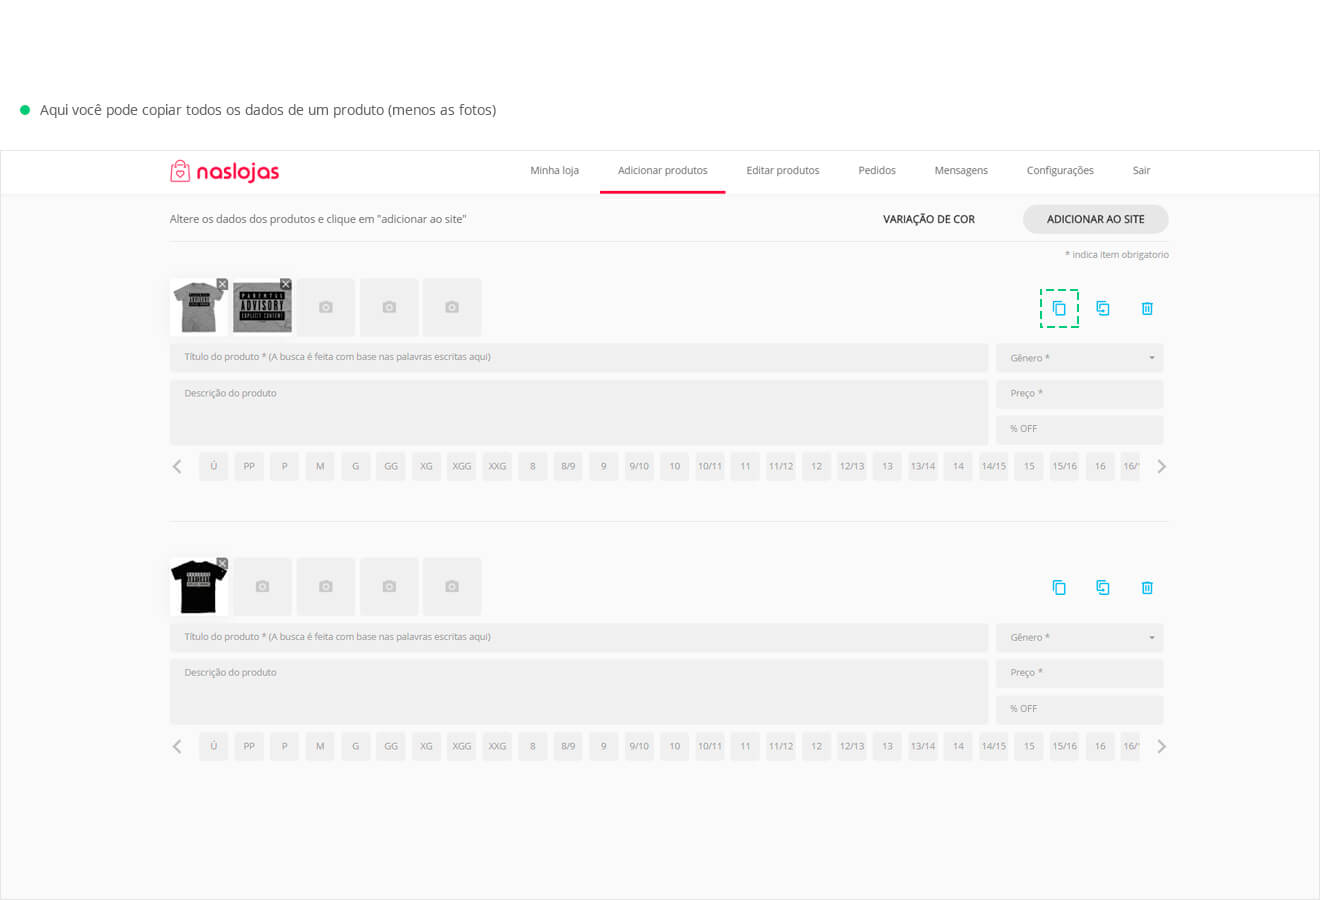 Aqui você pode copiar todos os dados de um produto (menos as fotos)
naslojas Minha loja Adicionar produtos Editar produtos Pedidos Mensagens Configurações Sair
Altere os dados dos produtos e clique em "adicionar ao site" VARIAÇÃO DE COR ADICIONAR AO SITE
* indica item obrigatorio
PARENTAL
ADVISORY
EXPLICIT CONTENT
Título do produto * (A busca é feita com base nas palavras escritas aqui) Gênero *
Descrição do produto Preço *
% OFF
Ú PP P M G GG XG XGG XXG 8 8/9 9 9/10 10 10/11 11 11/12 12 12/13 13 13/14 14 14/15 15 15/16 16 16/
Título do produto * (A busca é feita com base nas palavras escritas aqui) Gênero *
Descrição do produto Preço *
% OFF
Ú PP P M G GG XG XGG XXG 8 8/9 9 9/10 10 10/11 11 11/12 12 12/13 13 13/14 14 14/15 15 15/16 16 16/